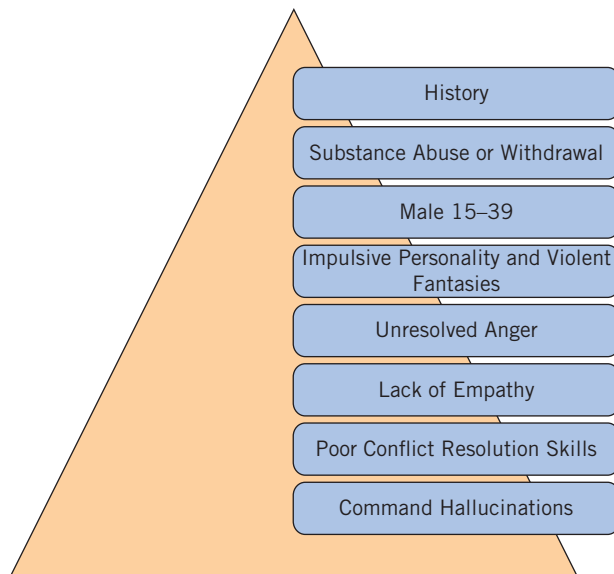 History
Substance Abuse or Withdrawal
Male 15–39
Impulsive Personality and Violent
Fantasies
Unresolved Anger
Lack of Empathy
Poor Conflict Resolution Skills
Command Hallucinations